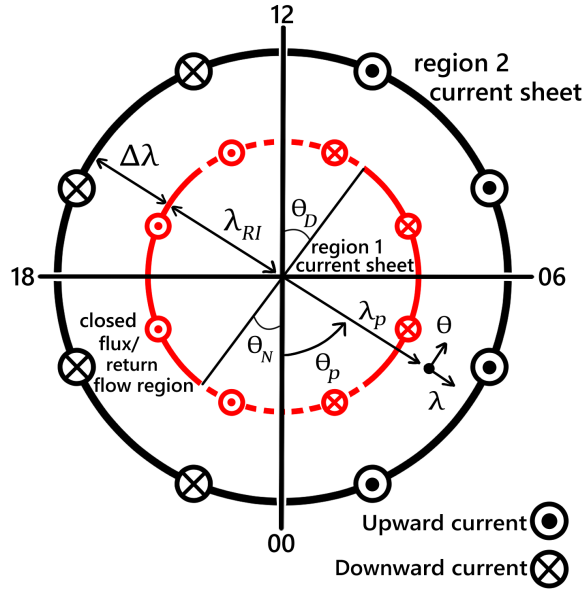 12
region 2
current sheet
Δλ
θD
λRI
region 1
current sheet
18
06
closed
flux/
return
flow region
θN
θp
λp
θ
λ
00
Upward current
Downward current